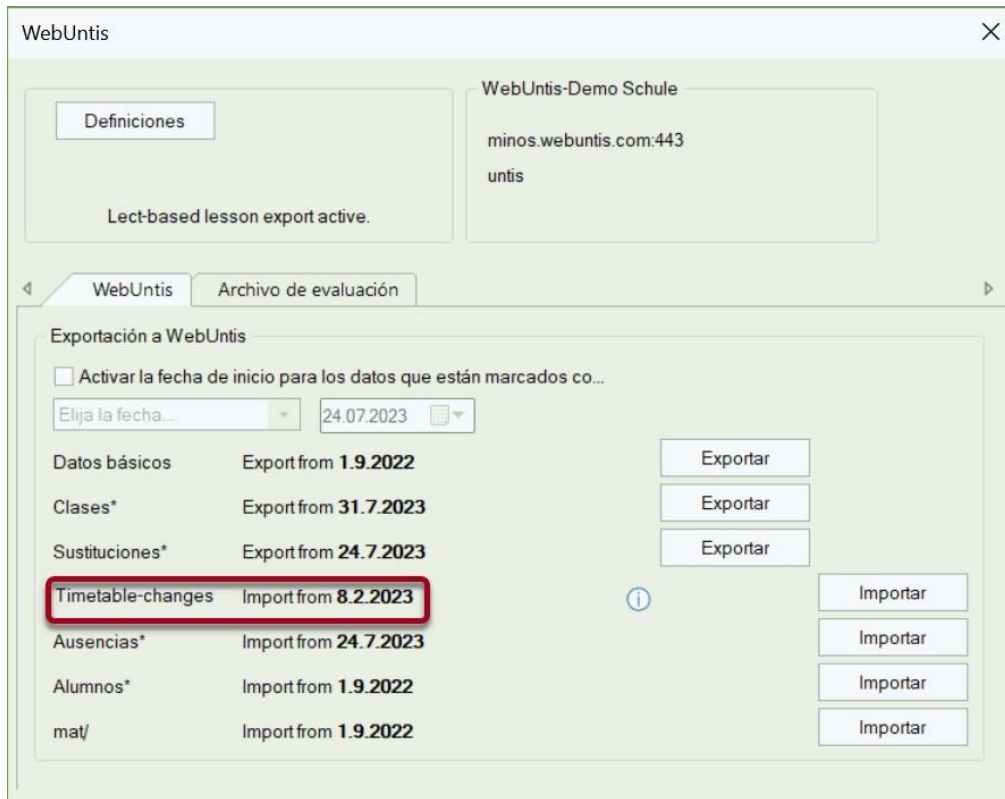 WebUntis
Definiciones
Lect-based lesson export active.
WebUntis-Demo Schule
minos.webuntis.com:443
untis
WebUntis Archivo de evaluación
Exportación a WebUntis
Activar la fecha de inicio para los datos que están marcados co...
Elija la fecha... 24.07.2023
Datos básicos Export from 1.9.2022 Exportar
Clases* Export from 31.7.2023 Exportar
Sustituciones* Export from 24.7.2023 Exportar
Timetable-changes Import from 8.2.2023 Importar
Ausencias* Import from 24.7.2023 Importar
Alumnos* Import from 1.9.2022 Importar
mat/ Import from 1.9.2022 Importar